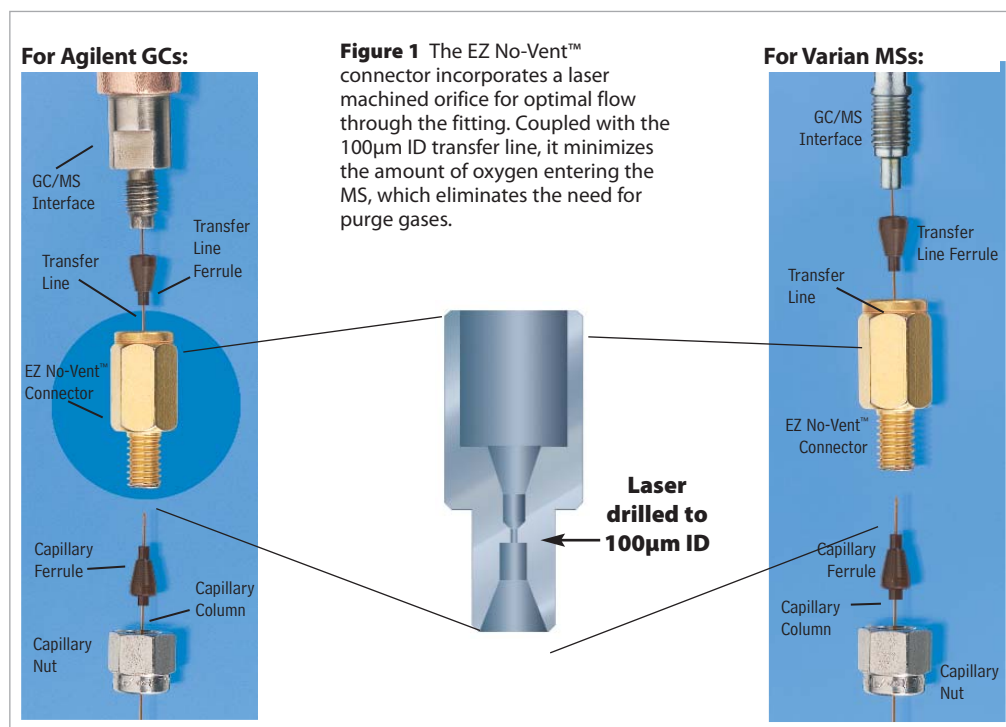 For Agilent GCs:
GC/MS
Interface
Transfer
Line
Transfer
Line
Ferrule
EZ No-Vent™
Connector
Capillary
Ferrule
Capillary
Column
Capillary
Nut
Figure 1 The EZ No-Vent™
connector incorporates a laser
machined orifice for optimal flow
through the fitting. Coupled with the
100µm ID transfer line, it minimizes
the amount of oxygen entering the
MS, which eliminates the need for
purge gases.
Laser
drilled to
100µm ID
For Varian MSs:
GC/MS
Interface
Transfer
Line Ferrule
Transfer
Line
EZ No-Vent™
Connector
Capillary
Ferrule
Capillary
Column
Capillary
Nut